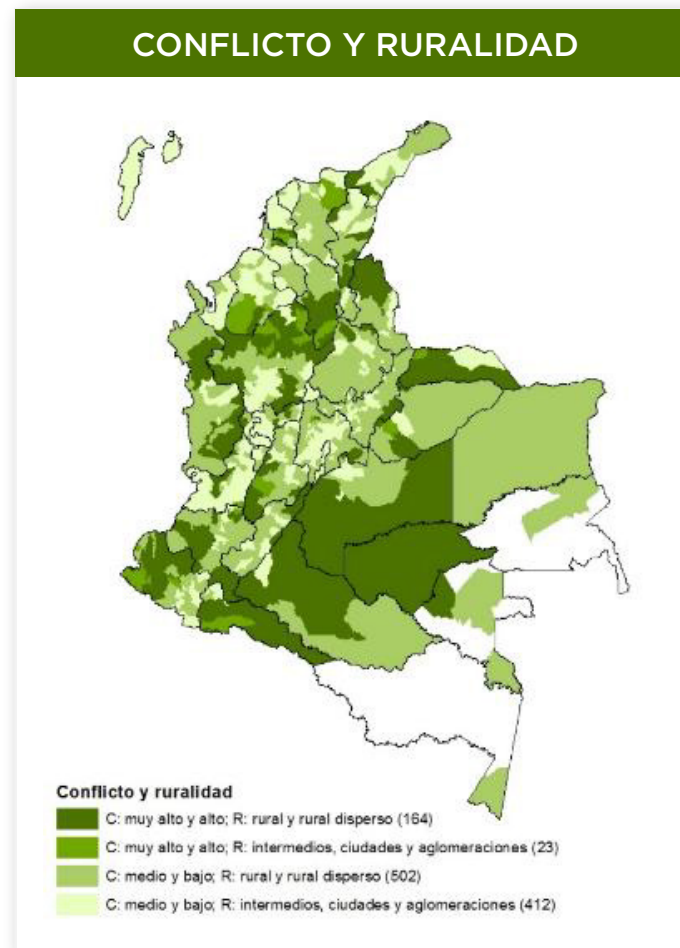 CONFLICTO Y RURALIDAD
Conflicto y ruralidad
C: muy alto y alto; R: rural y rural disperso (164)
C: muy alto y alto; R: intermedios, ciudades y aglomeraciones (23)
C: medio y bajo; R: rural y rural disperso (502)
C: medio y bajo; R: intermedios, ciudades y aglomeraciones (412)